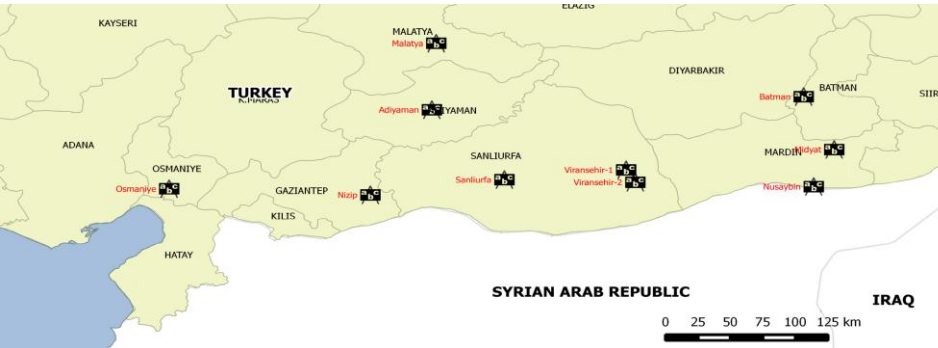 ELAZIG
KAYSERI
MALATYA
Malatya
DIYARBAKIR
TURKEY
K.MARAS
Batman
BATMAN
SIIR
Adiyaman
IYAMAN
ADANA
OSMANIYE
SANLIURFA
MARDIN
Midyat
Osmaniye
GAZIANTEP
Nizip
Sanliurfa
Viransehir-1
Viransehir-2
Nusaybin
KILIS
HATAY
SYRIAN ARAB REPUBLIC
IRAQ
0 25 50 75 100 125 km
a b c
a b c
a b c
a b c
a b c
a b c
a b c
a b c
a b c
a b c